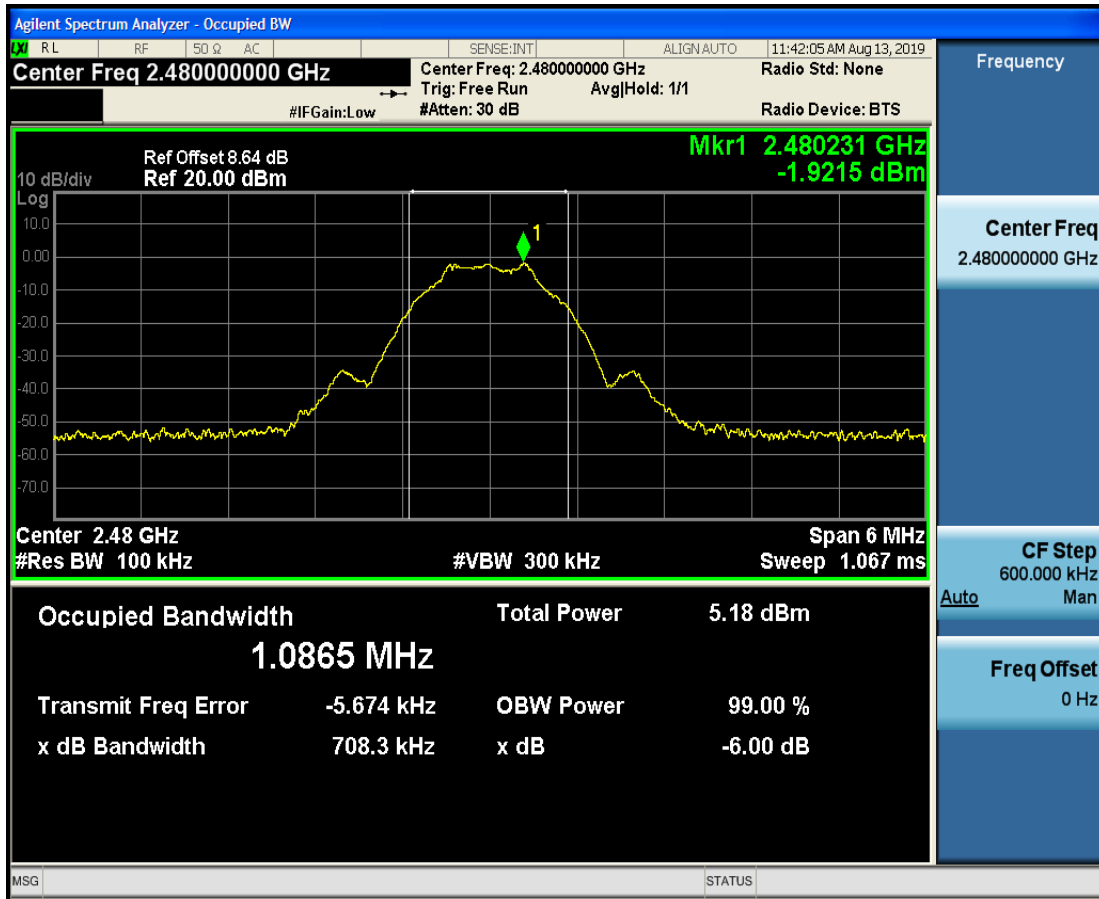 Agilent Spectrum Analyzer - Occupied BW
LXI RL RF 50 Ω AC SENSE:INT ALIGN AUTO 11:42:05 AM Aug 13, 2019
Center Freq 2.480000000 GHz
Center Freq: 2.480000000 GHz Radio Std: None
Trig: Free Run Avg|Hold: 1/1
#IFGain:Low #Atten: 30 dB Radio Device: BTS
Mkr1 2.480231 GHz
-1.9215 dBm
Ref Offset 8.64 dB
10 dB/div Ref 20.00 dBm
Log
10.0
0.00
-10.0
-20.0
-30.0
-40.0
-50.0
-60.0
-70.0
1
Center 2.48 GHz Span 6 MHz
#Res BW 100 kHz #VBW 300 kHz Sweep 1.067 ms
Occupied Bandwidth Total Power 5.18 dBm
1.0865 MHz
Transmit Freq Error -5.674 kHz OBW Power 99.00 %
x dB Bandwidth 708.3 kHz x dB -6.00 dB
Frequency
Center Freq
2.480000000 GHz
CF Step
600.000 kHz
Auto Man
Freq Offset
0 Hz
MSG STATUS